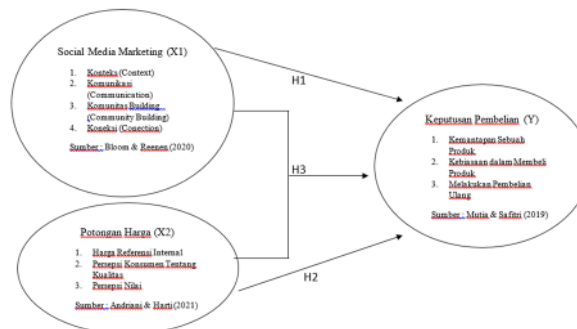 Social Media Marketing (X1)
1. Konteks (Context)
2. Komunikasi
(Communication)
3. Komunitas Building
(Community Building)
4. Koneksi (Conection)
Sumber : Bloom & Reenen (2020)
H1
Keputusan Pembelian (Y)
1. Kemantapan Sebuah
Produk
2. Kebiasaan dalam Membeli
Produk
3. Melakukan Pembelian
Ulang
Sumber : Mutia & Safitri (2019)
H3
Potongan Harga (X2)
1. Harga Referensi Internal
2. Persepsi Konsumen Tentang
Kualitas
3. Persepsi Nilai
Sumber : Andriani & Harti (2021)
H2